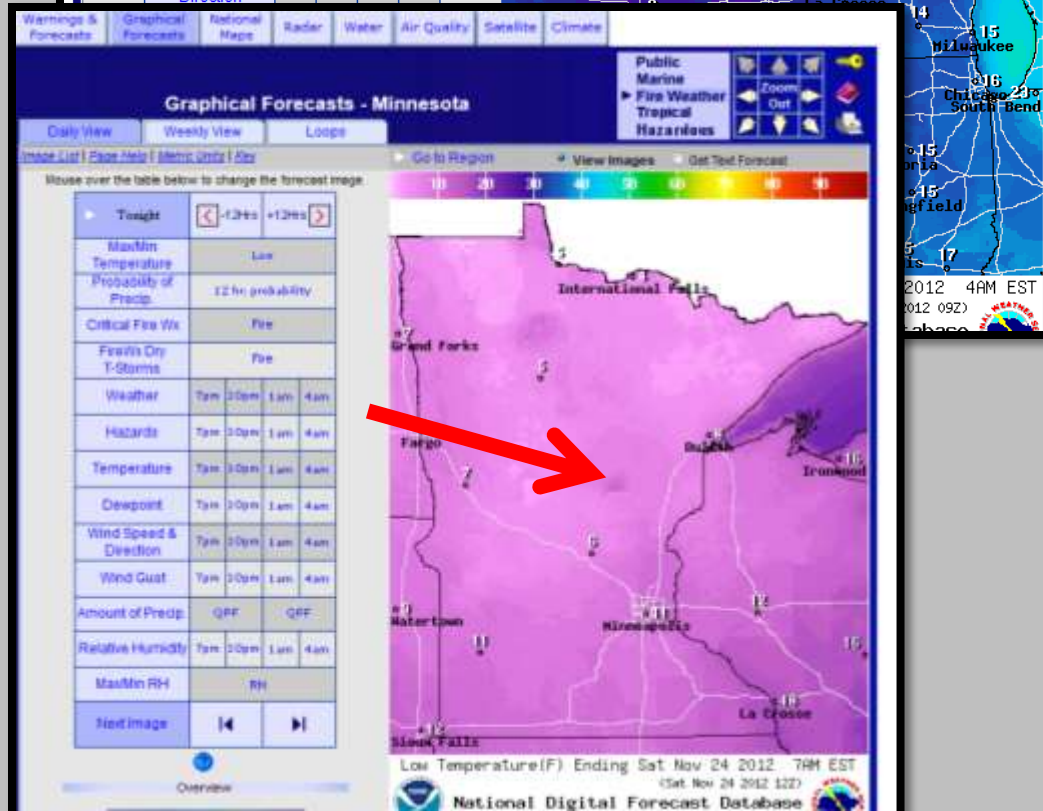 Direction
Warnings & Forecasts
Graphical Forecasts
National Maps
Radar
Water
Air Quality
Satellite
Climate
Graphical Forecasts - Minnesota
Public
Marine
Fire Weather
Tropical
Hazardous
Zoom Out
Daily View
Weekly View
Loops
Image List | Page Help | Metric Units | Key
Go to Region
View Images
Get Text Forecast
Mouse over the table below to change the forecast image.
10 20 30 40 50 60 70 80 90
Tonight
-12Hrs +12Hrs
Max/Min Temperature
Low
Probability of Precip.
12 hr. probability
Critical Fire Wx
Fire
FireWx Dry T-Storms
Fire
Weather 7pm 10pm 1am 4am
Hazards 7pm 10pm 1am 4am
Temperature 7pm 10pm 1am 4am
Dewpoint 7pm 10pm 1am 4am
Wind Speed & Direction 7pm 10pm 1am 4am
Wind Gust 7pm 10pm 1am 4am
Amount of Precip. QPF QPF
Relative Humidity 7pm 10pm 1am 4am
Max/Min RH
RH
Next Image
Overview
International Falls
7
Grand Forks
Fargo
7
Duluth
Ironwood
Watertown
11
Minneapolis
12
La Crosse
Sioux Falls
Low Temperature(F) Ending Sat Nov 24 2012 7AM EST
(Sat Nov 24 2012 12Z)
National Digital Forecast Database
14
15
Milwaukee
16
Chicago
South Bend
15
15
17
2012 4AM EST
2012 09Z)